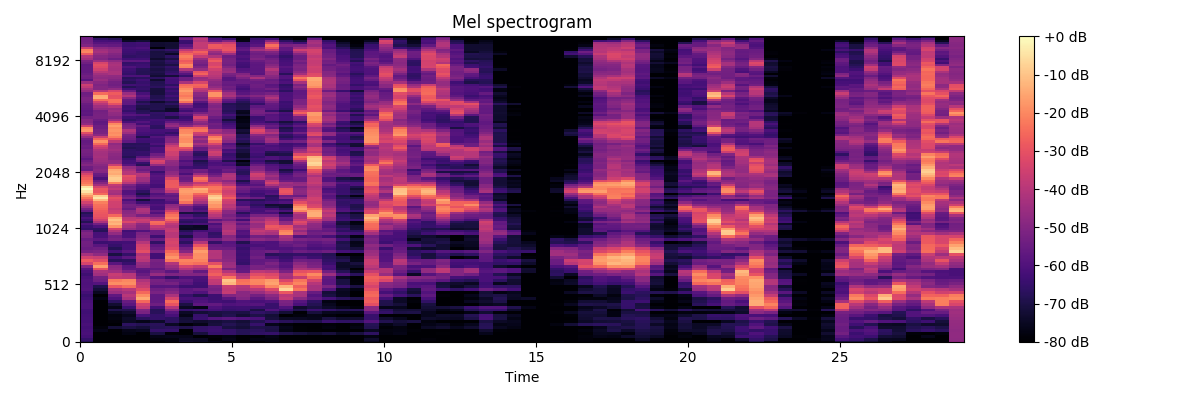 Mel spectrogram
+0 dB
8192
-10 dB
-20 dB
4096
-30 dB
2048
-40 dB
Hz
-50 dB
1024
-60 dB
512
-70 dB
0
-80 dB
0 5 10 15 20 25
Time